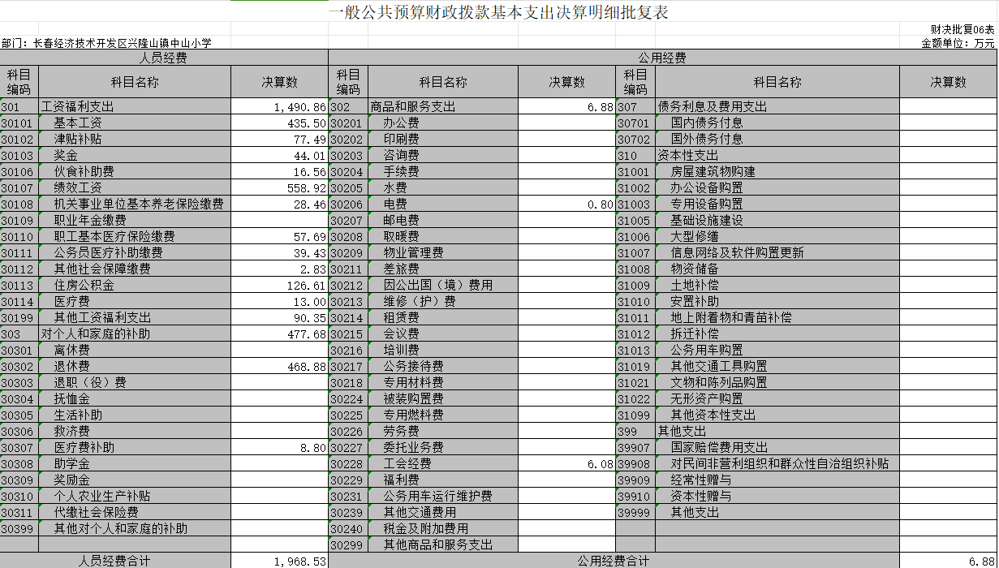 一般公共预算财政拨款基本支出决算明细批复表
财决批复06表
部门：长春经济技术开发区兴隆山镇中山小学 金额单位：万元
人员经费 公用经费
科目编码 科目名称 决算数 科目编码 科目名称 决算数 科目编码 科目名称 决算数
301 工资福利支出 1,490.86 302 商品和服务支出 6.88 307 债务利息及费用支出
30101 基本工资 435.50 30201 办公费 30701 国内债务付息
30102 津贴补贴 77.49 30202 印刷费 30702 国外债务付息
30103 奖金 44.01 30203 咨询费 310 资本性支出
30106 伙食补助费 16.56 30204 手续费 31001 房屋建筑物购建
30107 绩效工资 558.92 30205 水费 31002 办公设备购置
30108 机关事业单位基本养老保险缴费 28.46 30206 电费 0.80 31003 专用设备购置
30109 职业年金缴费 30207 邮电费 31005 基础设施建设
30110 职工基本医疗保险缴费 57.69 30208 取暖费 31006 大型修缮
30111 公务员医疗补助缴费 39.43 30209 物业管理费 31007 信息网络及软件购置更新
30112 其他社会保障缴费 2.83 30211 差旅费 31008 物资储备
30113 住房公积金 126.61 30212 因公出国（境）费用 31009 土地补偿
30114 医疗费 13.00 30213 维修（护）费 31010 安置补助
30199 其他工资福利支出 90.35 30214 租赁费 31011 地上附着物和青苗补偿
303 对个人和家庭的补助 477.68 30215 会议费 31012 拆迁补偿
30301 离休费 30216 培训费 31013 公务用车购置
30302 退休费 468.88 30217 公务接待费 31019 其他交通工具购置
30303 退职（役）费 30218 专用材料费 31021 文物和陈列品购置
30304 抚恤金 30224 被装购置费 31022 无形资产购置
30305 生活补助 30225 专用燃料费 31099 其他资本性支出
30306 救济费 30226 劳务费 399 其他支出
30307 医疗费补助 8.80 30227 委托业务费 39907 国家赔偿费用支出
30308 助学金 30228 工会经费 6.08 39908 对民间非营利组织和群众性自治组织补贴
30309 奖励金 30229 福利费 39909 经常性赠与
30310 个人农业生产补贴 30231 公务用车运行维护费 39910 资本性赠与
30311 代缴社会保险费 30239 其他交通费用 39999 其他支出
30399 其他对个人和家庭的补助 30240 税金及附加费用
30299 其他商品和服务支出
人员经费合计 1,968.53 公用经费合计 6.88